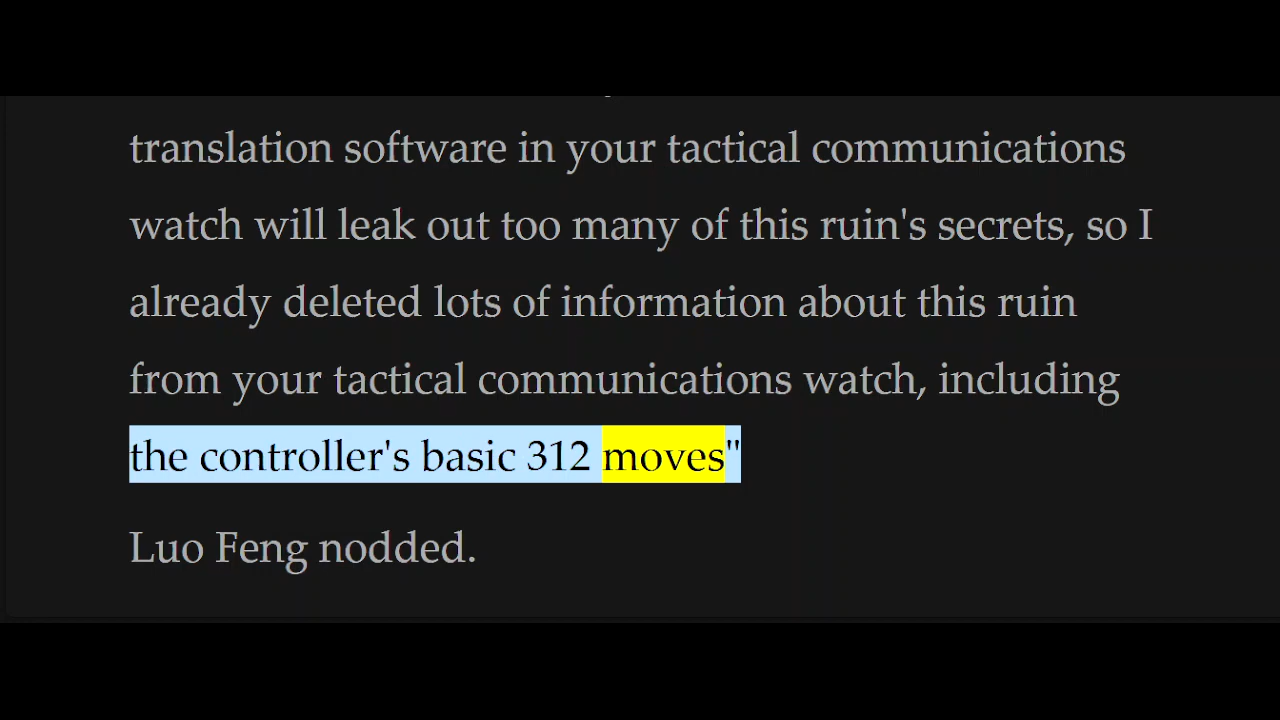 translation software in your tactical communications
watch will leak out too many of this ruin's secrets, so I
already deleted lots of information about this ruin
from your tactical communications watch, including
the controller's basic 312 moves"
Luo Feng nodded.